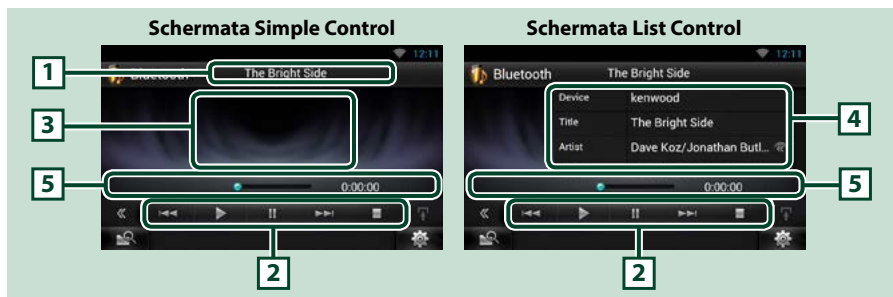 Schermata Simple Control
Schermata List Control
12:11
Bluetooth
The Bright Side
0:00:00
1
3
5
2
12:11
Bluetooth
The Bright Side
Device kenwood
Title The Bright Side
Artist Dave Koz/Jonathan Butl...
0:00:00
4
5
2